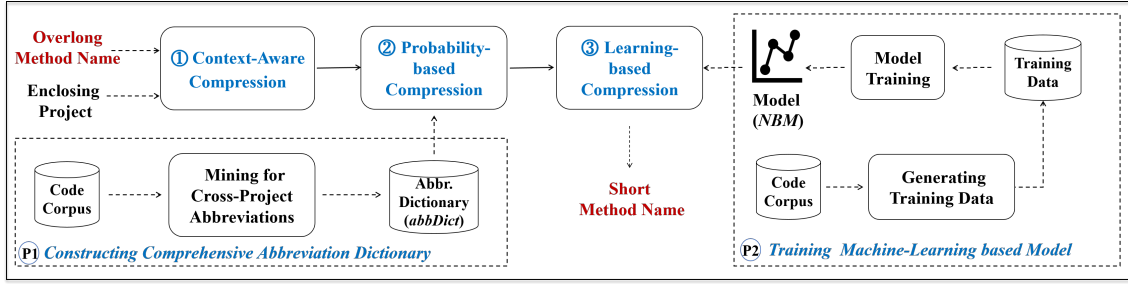 Overlong
Method Name
Enclosing
Project
① Context-Aware
Compression
② Probability-
based
Compression
③ Learning-
based
Compression
Short
Method Name
Code
Corpus
Mining for
Cross-Project
Abbreviations
Abbr.
Dictionary
(abbDict)
P1 Constructing Comprehensive Abbreviation Dictionary
Model
(NBM)
Model
Training
Training
Data
Code
Corpus
Generating
Training Data
P2 Training Machine-Learning based Model